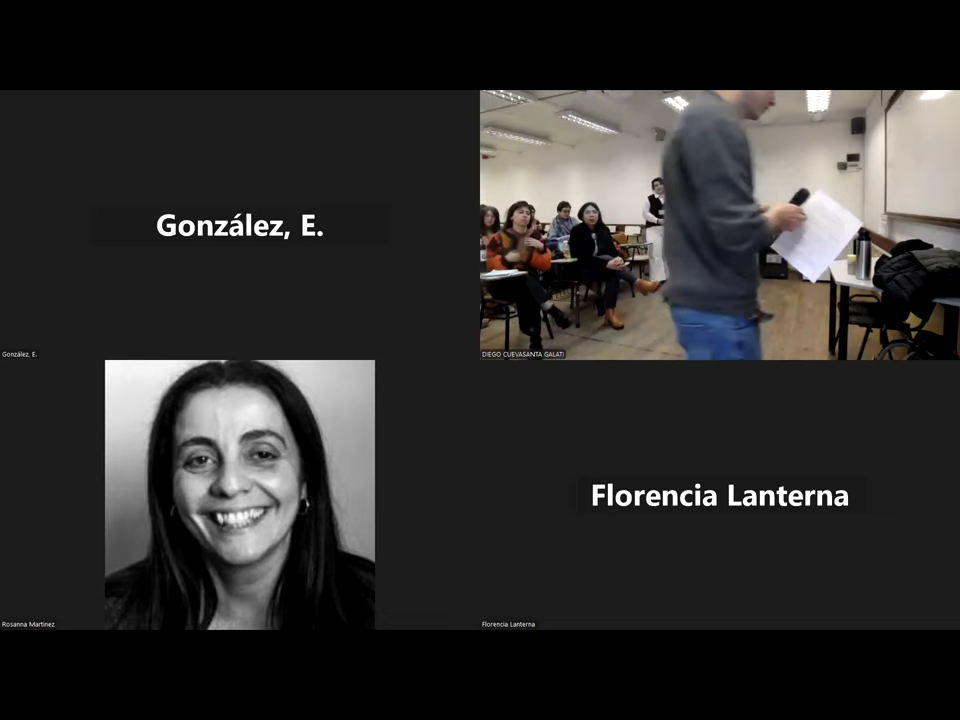 González, E.
González, E.
DIEGO CUEVASANTA GALATI
Rosanna Martinez
Florencia Lanterna
Florencia Lanterna